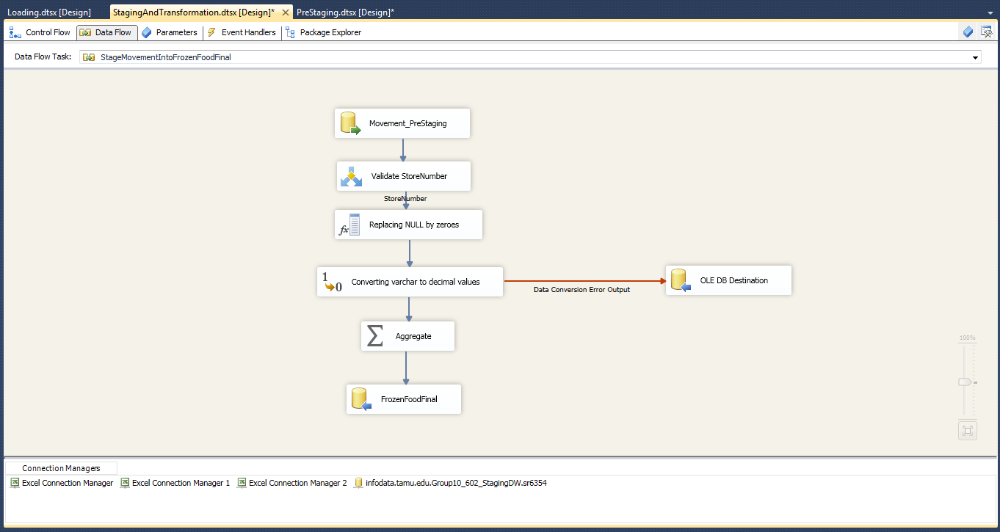 Loading.dtsx [Design] StagingAndTransformation.dtsx [Design]* PreStaging.dtsx [Design]*
Control Flow Data Flow Parameters Event Handlers Package Explorer
Data Flow Task: StageMovementIntoFrozenFoodFinal
Movement_PreStaging
Validate StoreNumber
StoreNumber
fx Replacing NULL by zeroes
1 0 Converting varchar to decimal values
Data Conversion Error Output
OLE DB Destination
Σ Aggregate
100%
FrozenFoodFinal
Connection Managers
Excel Connection Manager Excel Connection Manager 1 Excel Connection Manager 2 infodata.tamu.edu.Group10_602_StagingDW.sr6354